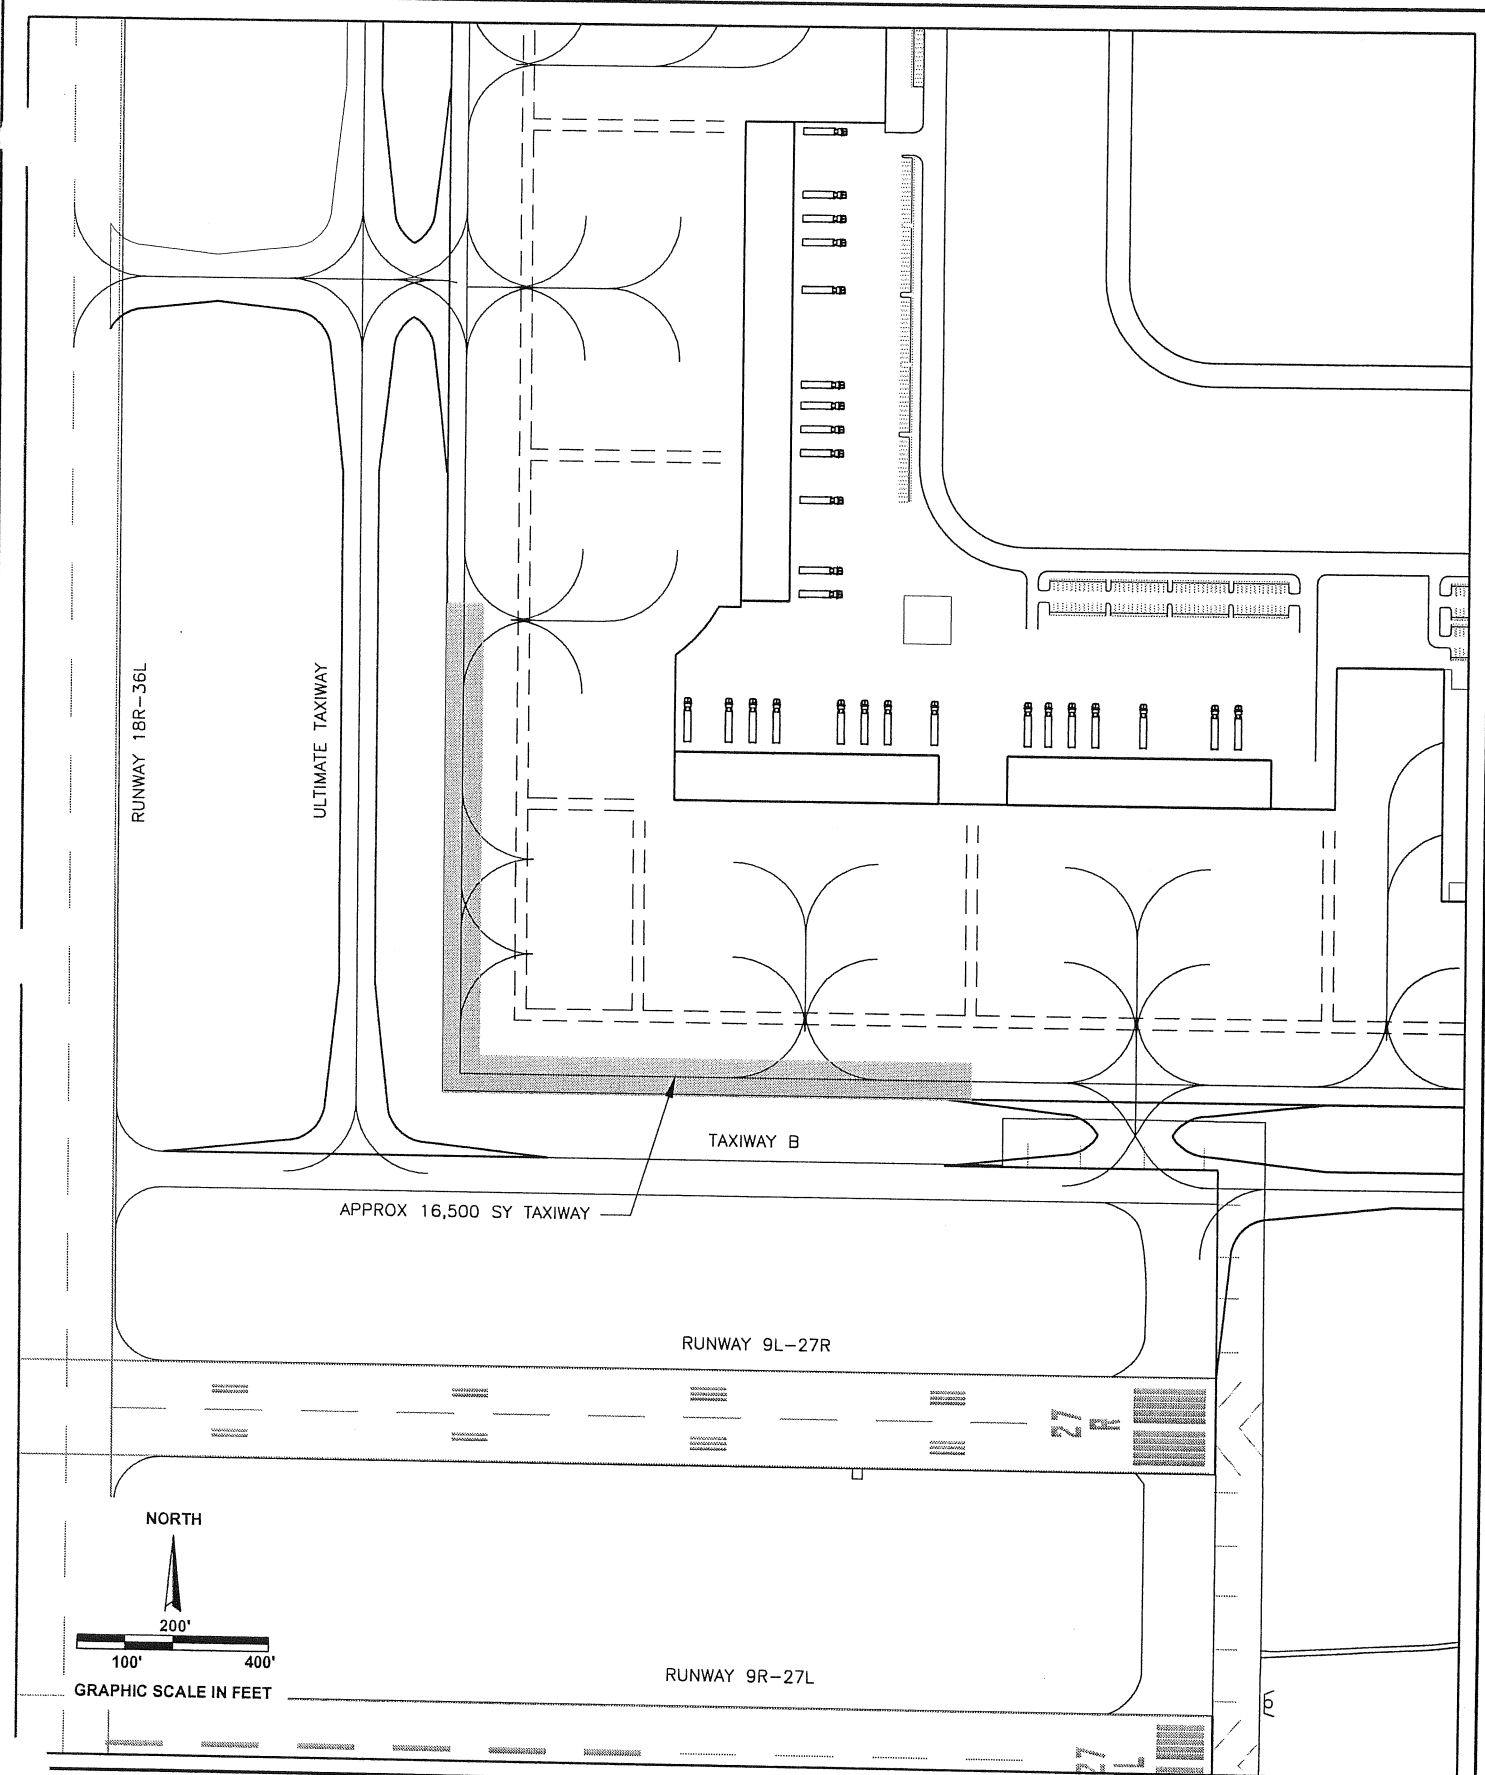 RUNWAY 18R-36L
ULTIMATE TAXIWAY
TAXIWAY B
APPROX 16,500 SY TAXIWAY
RUNWAY 9L-27R
27
R
NORTH
200'
100' 400'
GRAPHIC SCALE IN FEET
RUNWAY 9R-27L
27
L